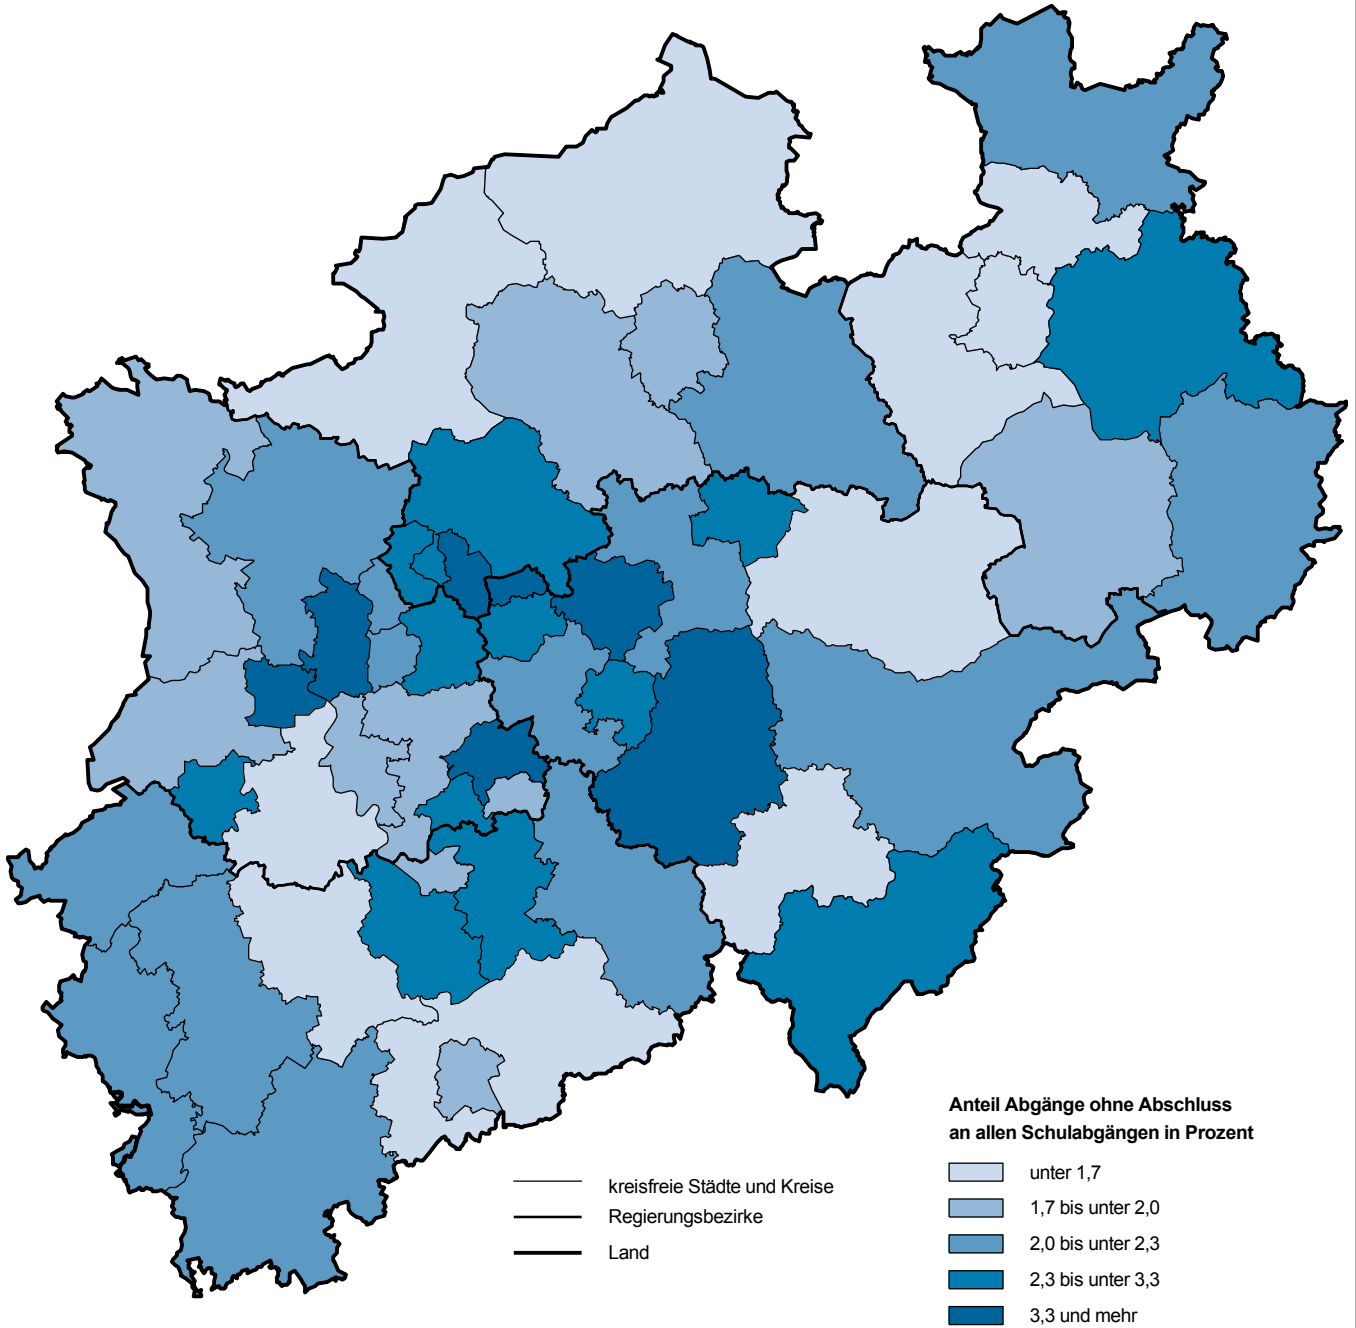 Anteil Abgänge ohne Abschluss
an allen Schulabgängen in Prozent
unter 1,7
1,7 bis unter 2,0
2,0 bis unter 2,3
2,3 bis unter 3,3
3,3 und mehr
kreisfreie Städte und Kreise
Regierungsbezirke
Land